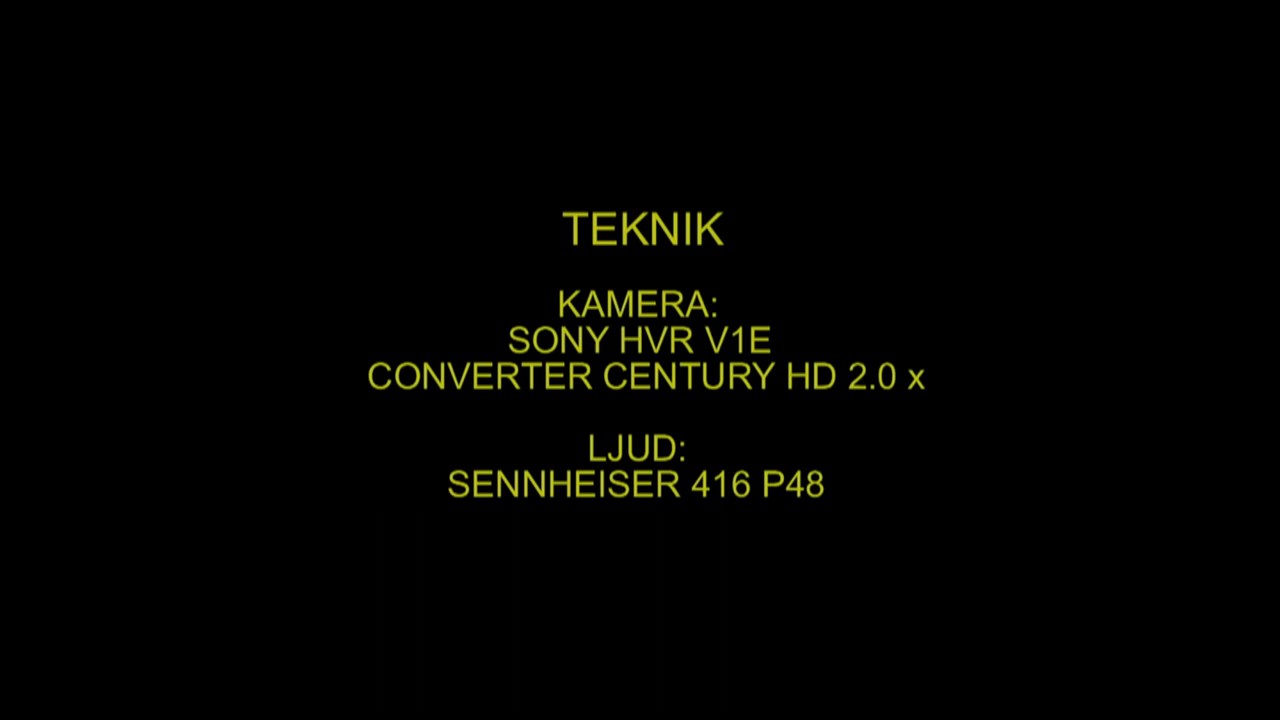 TEKNIK
KAMERA:
SONY HVR V1E
CONVERTER CENTURY HD 2.0 x
LJUD:
SENNHEISER 416 P48